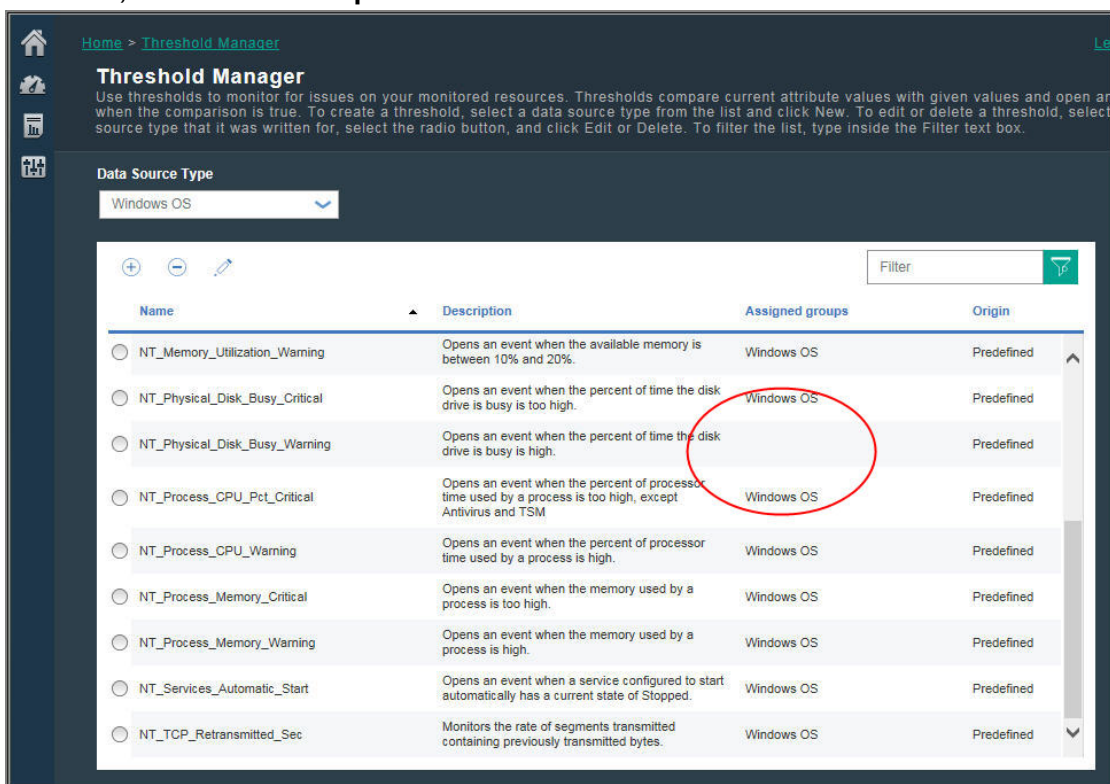 Home > Threshold Manager
Le
Threshold Manager
Use thresholds to monitor for issues on your monitored resources. Thresholds compare current attribute values with given values and open an
when the comparison is true. To create a threshold, select a data source type from the list and click New. To edit or delete a threshold, select
source type that it was written for, select the radio button, and click Edit or Delete. To filter the list, type inside the Filter text box.
Data Source Type
Windows OS
Filter
Name Description Assigned groups Origin
NT_Memory_Utilization_Warning
Opens an event when the available memory is
between 10% and 20%.
Windows OS
Predefined
NT_Physical_Disk_Busy_Critical
Opens an event when the percent of time the disk
drive is busy is too high.
Windows OS
Predefined
NT_Physical_Disk_Busy_Warning
Opens an event when the percent of time the disk
drive is busy is high.
Predefined
NT_Process_CPU_Pct_Critical
Opens an event when the percent of processor
time used by a process is too high, except
Antivirus and TSM
Windows OS
Predefined
NT_Process_CPU_Warning
Opens an event when the percent of processor
time used by a process is high.
Windows OS
Predefined
NT_Process_Memory_Critical
Opens an event when the memory used by a
process is too high.
Windows OS
Predefined
NT_Process_Memory_Warning
Opens an event when the memory used by a
process is high.
Windows OS
Predefined
NT_Services_Automatic_Start
Opens an event when a service configured to start
automatically has a current state of Stopped.
Windows OS
Predefined
NT_TCP_Retransmitted_Sec
Monitors the rate of segments transmitted
containing previously transmitted bytes.
Windows OS
Predefined